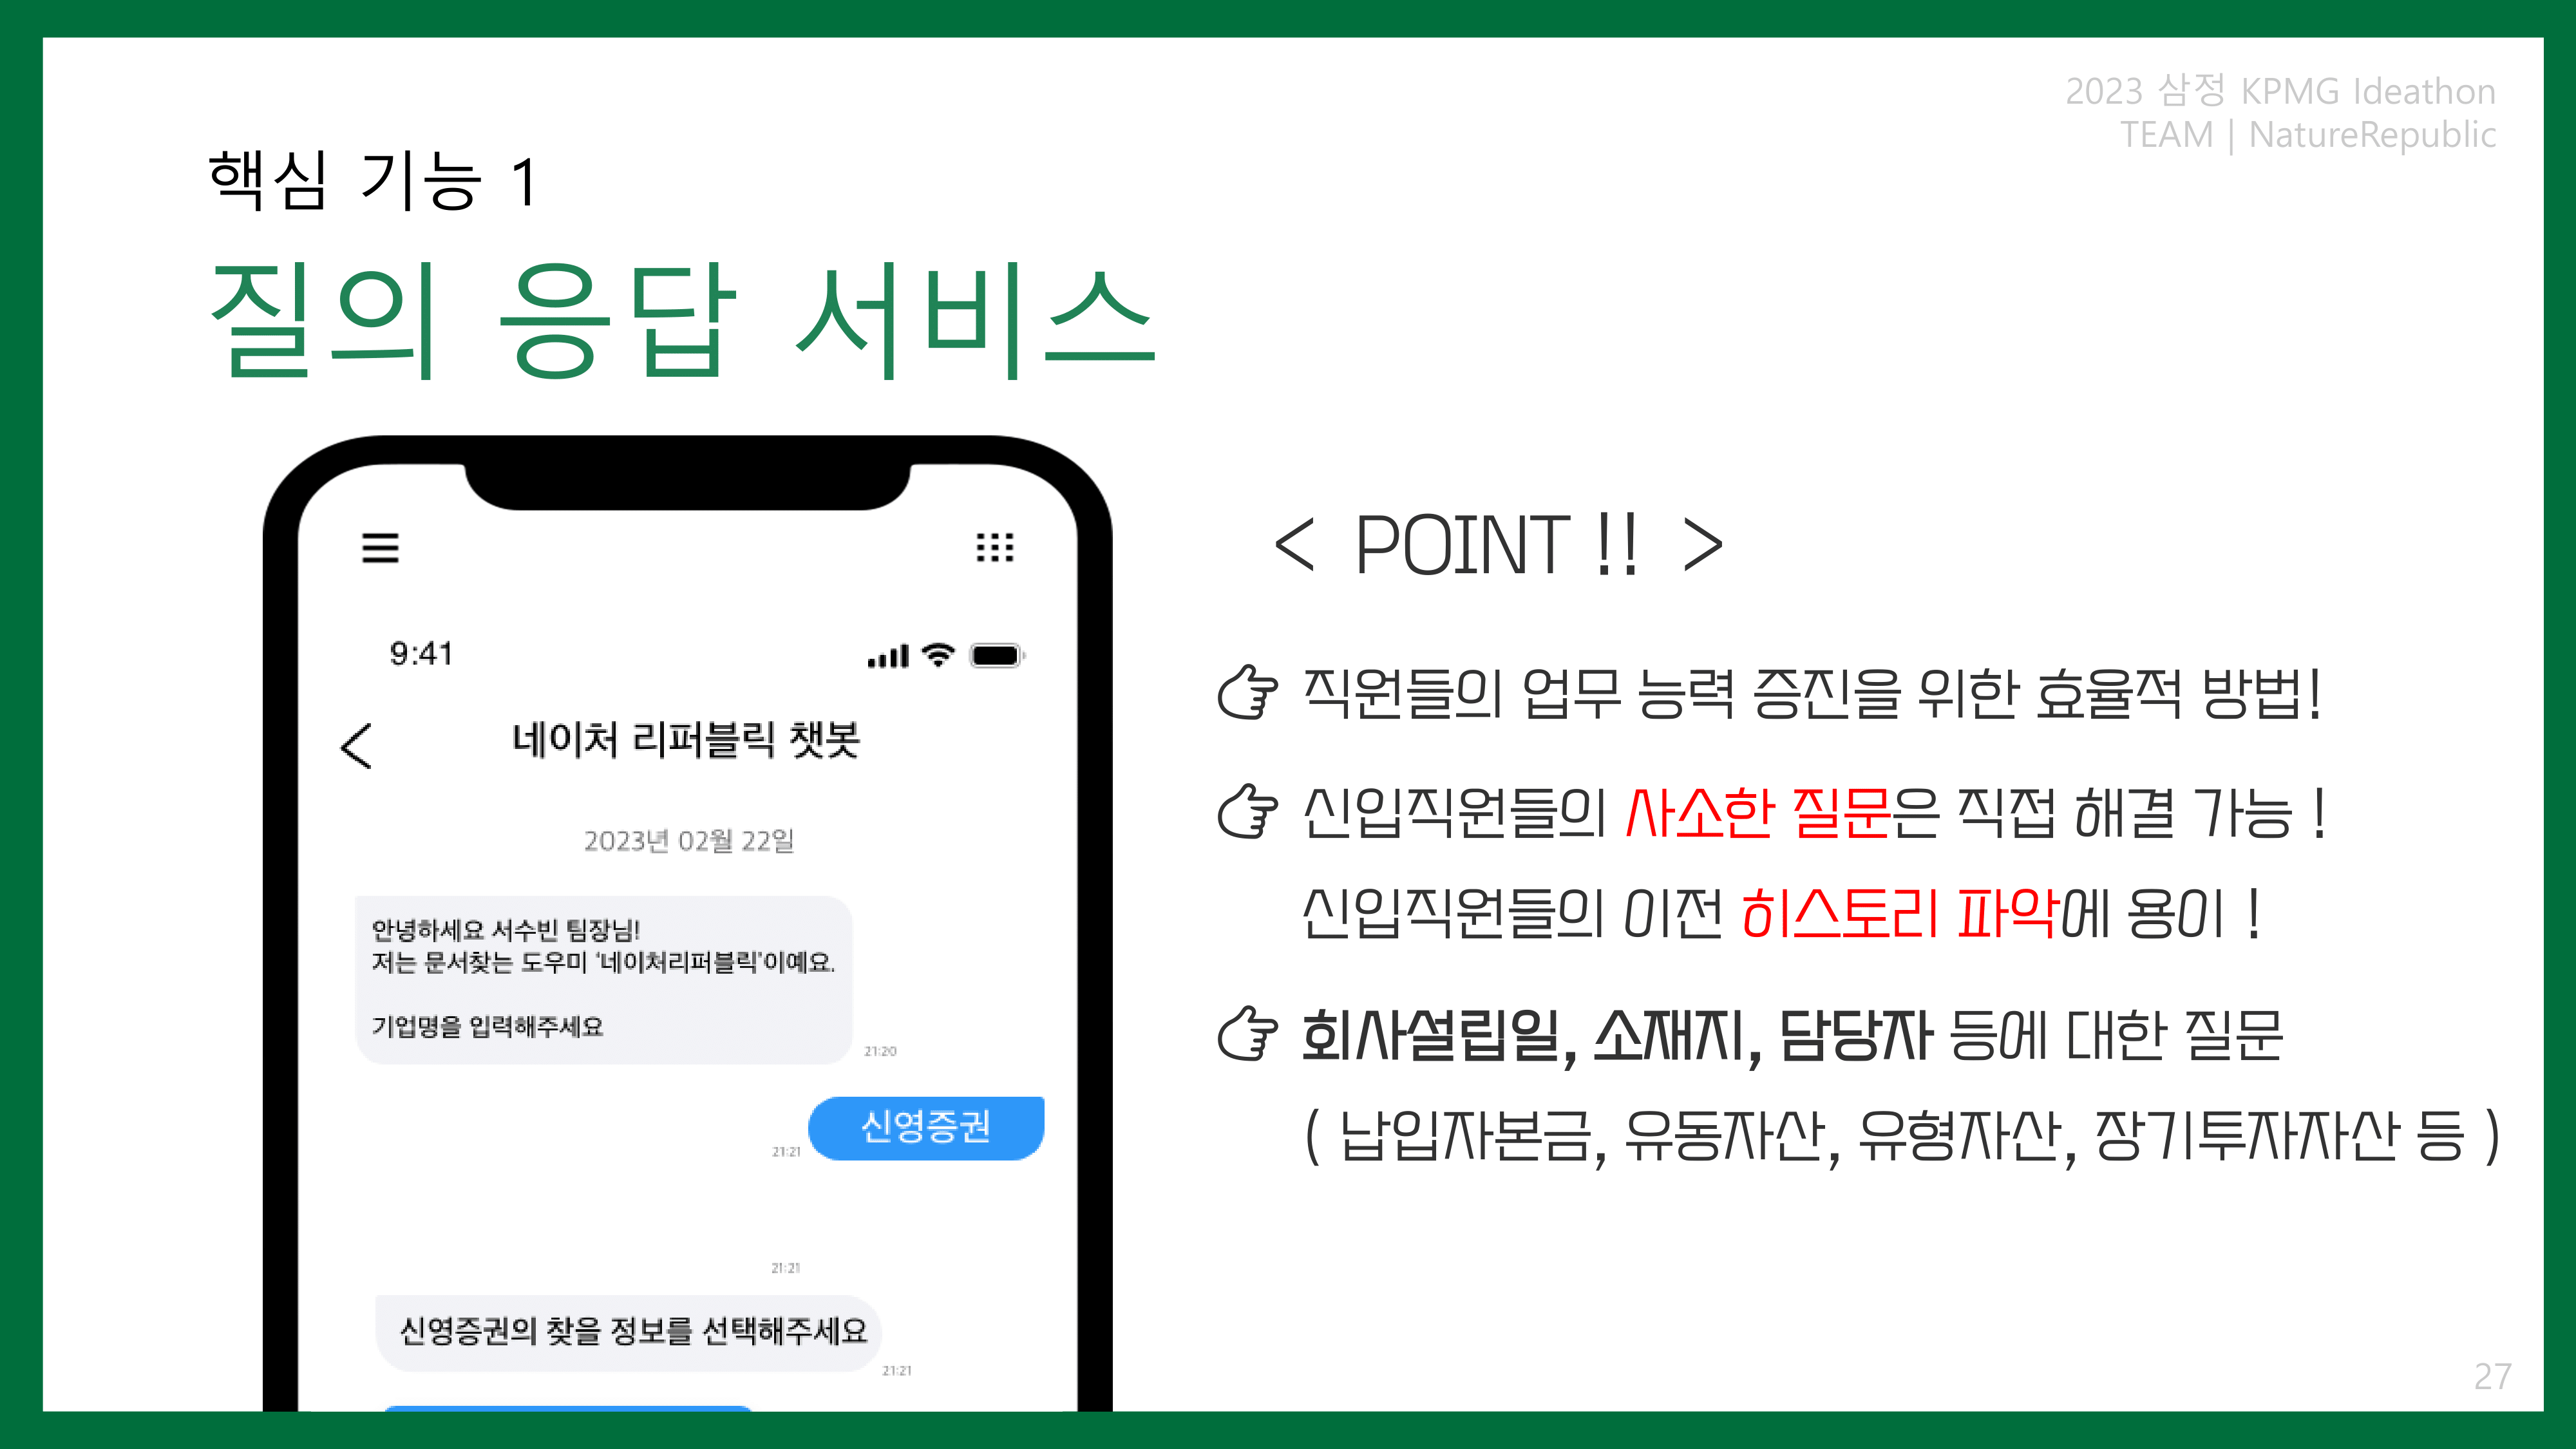 2023 삼정 KPMG Ideathon
TEAM | NatureRepublic
핵심 기능 1
질의 응답 서비스
9:41
네이처 리퍼블릭 챗봇
2023년 02월 22일
안녕하세요 서수빈 팀장님!
저는 문서찾는 도우미 '네이처리퍼블릭'이예요.
기업명을 입력해주세요
21:20
신영증권
21:21
21:21
신영증권의 찾을 정보를 선택해주세요
21:21
< POINT !! >
직원들의 업무 능력 증진을 위한 효율적 방법!
신입직원들의 사소한 질문은 직접 해결 가능 !
신입직원들의 이전 히스토리 파악에 용이 !
회사설립일, 소재지, 담당자 등에 대한 질문
( 납입자본금, 유동자산, 유형자산, 장기투자자산 등 )
27